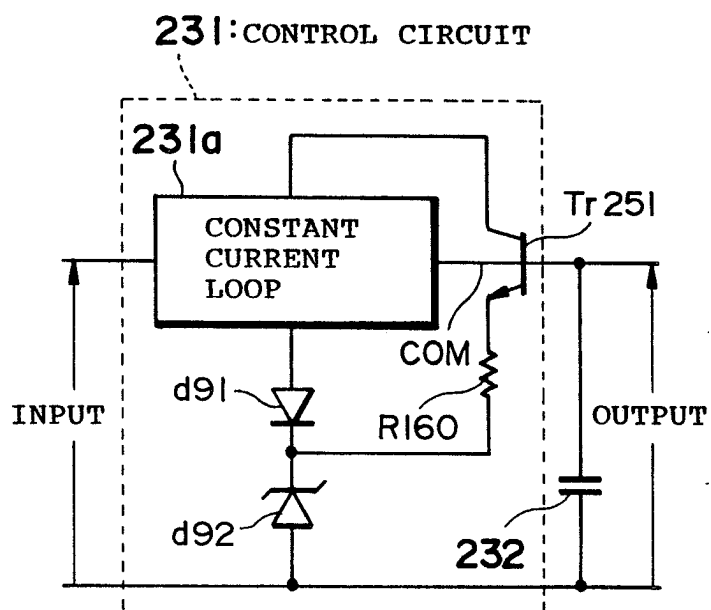 231:CONTROL CIRCUIT
231a
Tr251
CONSTANT
CURRENT
LOOP
COM
d91
R160
INPUT
OUTPUT
d92
232